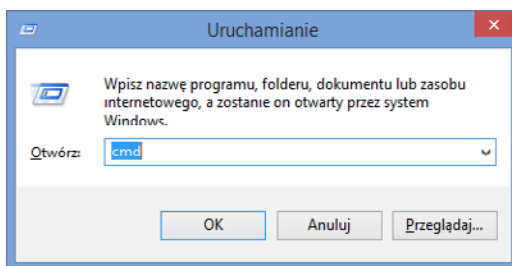 Uruchamianie
Wpisz nazwę programu, folderu, dokumentu lub zasobu
internetowego, a zostanie on otwarty przez system
Windows.
Otwórz: cmd
OK Anuluj Przeglądaj...